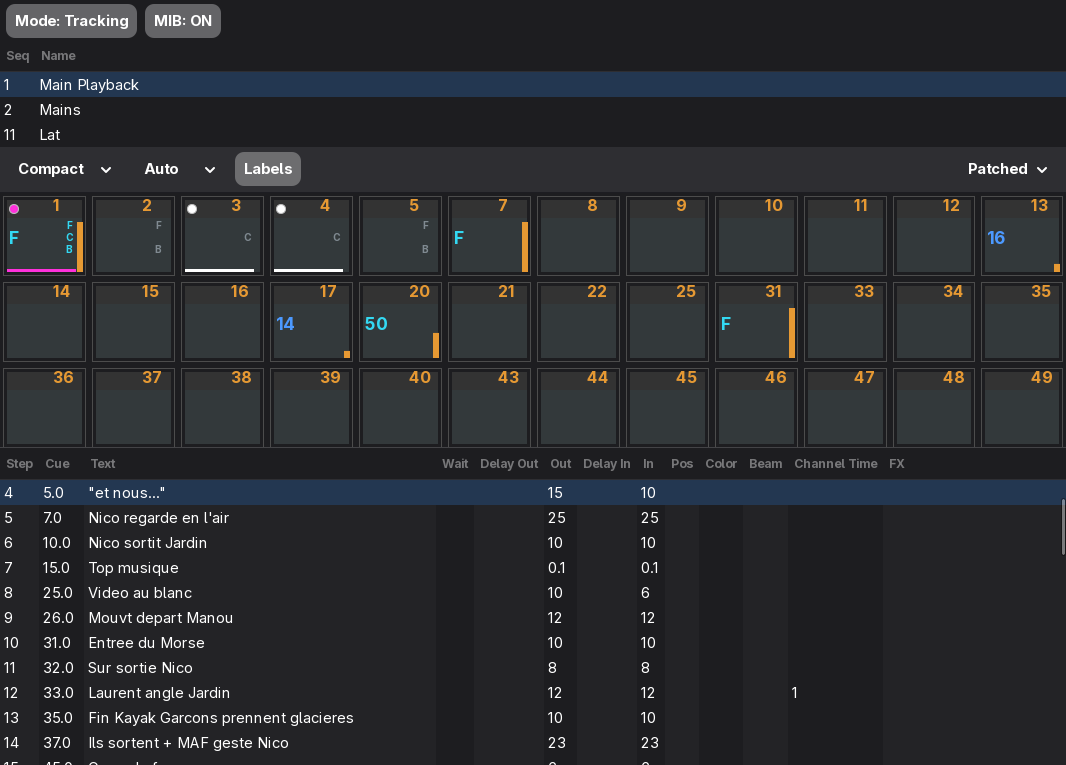 Mode: Tracking MIB: ON
Seq Name
1 Main Playback
2 Mains
11 Lat
Compact Auto Labels Patched
1 2 3 4 5 7 8 9 10 11 12 13
F F C B F B C C F B F 16
14 15 16 17 20 21 22 25 31 33 34 35
14 50 F
36 37 38 39 40 43 44 45 46 47 48 49
Step Cue Text Wait Delay Out Out Delay In In Pos Color Beam Channel Time FX
4 5.0 "et nous..." 15 10
5 7.0 Nico regarde en l'air 25 25
6 10.0 Nico sortit Jardin 10 10
7 15.0 Top musique 0.1 0.1
8 25.0 Video au blanc 10 6
9 26.0 Mouvt depart Manou 12 12
10 31.0 Entree du Morse 10 10
11 32.0 Sur sortie Nico 8 8
12 33.0 Laurent angle Jardin 12 12 1
13 35.0 Fin Kayak Garcons prennent glacieres 10 10
14 37.0 Ils sortent + MAF geste Nico 23 23